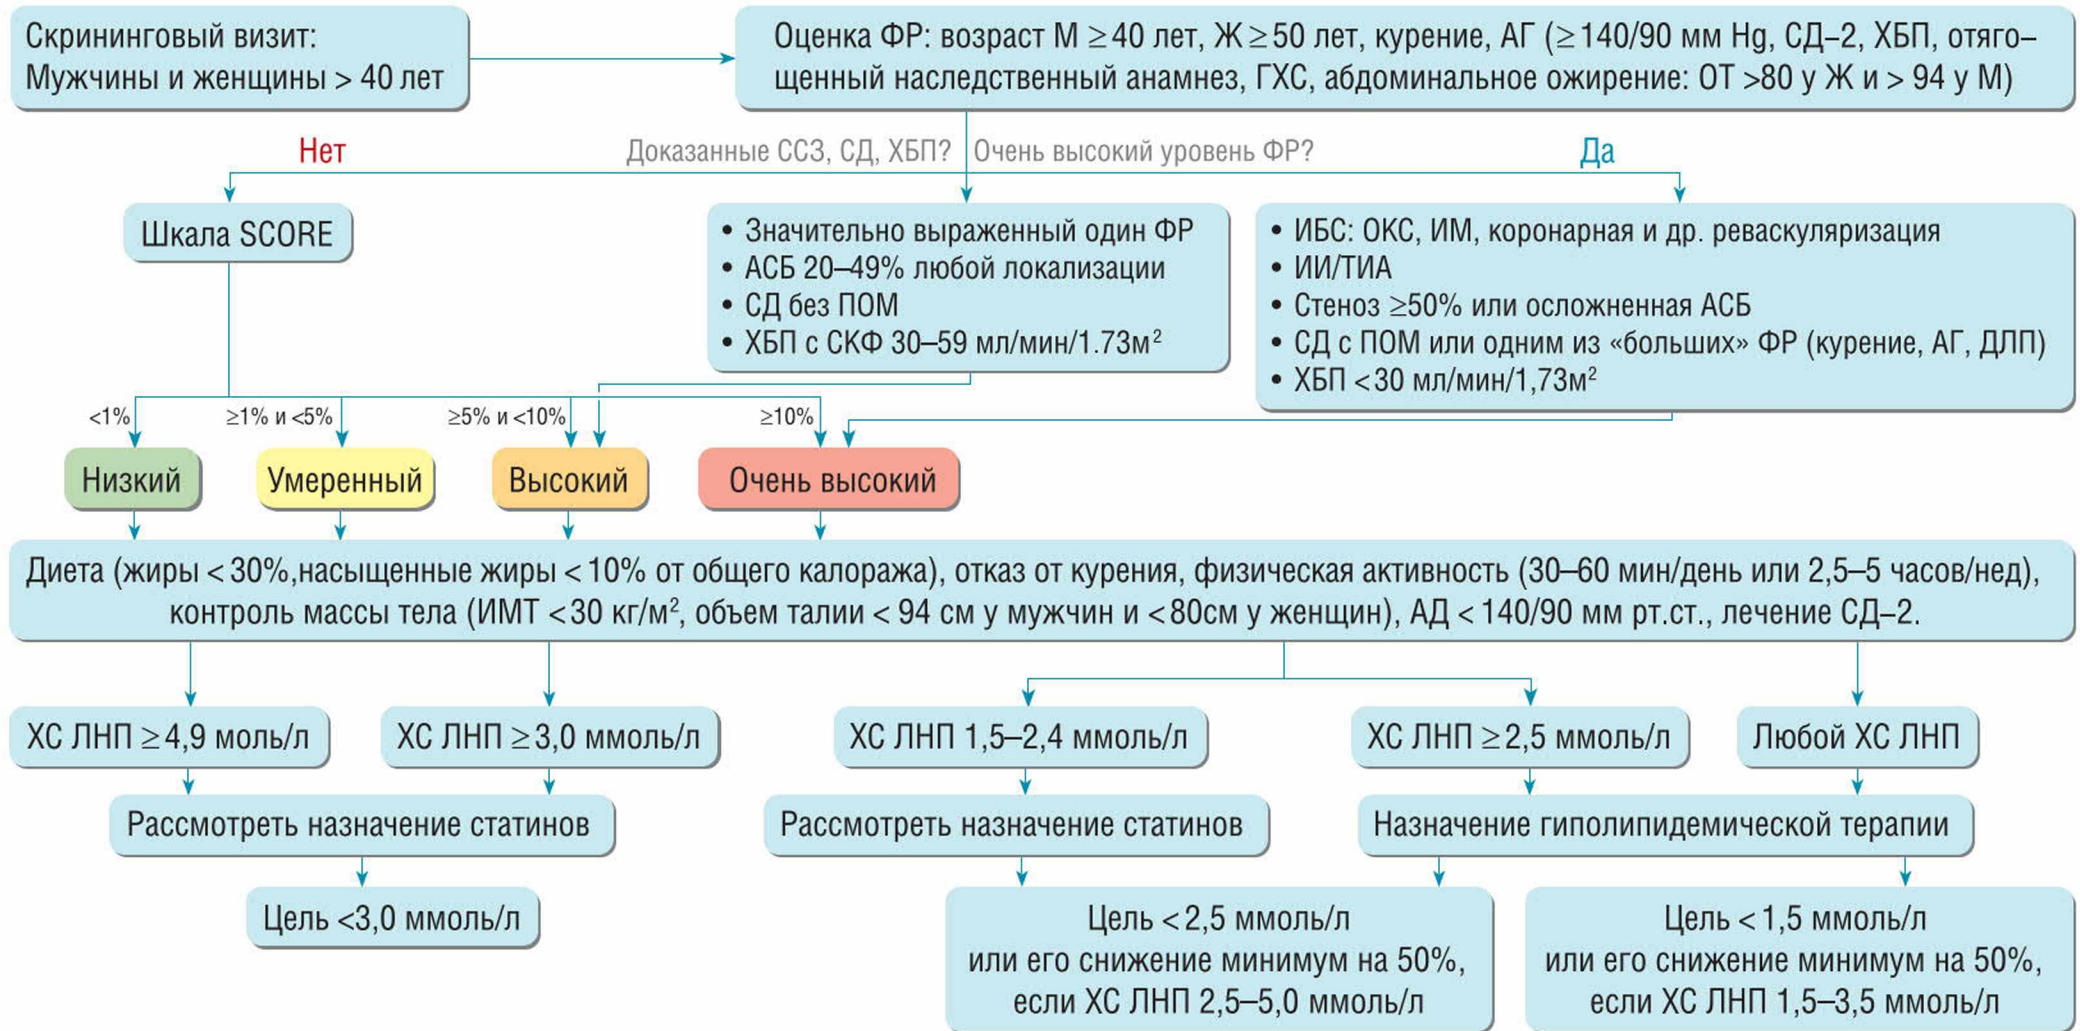 Скрининговый визит:
Мужчины и женщины > 40 лет
Оценка ФР: возраст М ≥ 40 лет, Ж ≥ 50 лет, курение, АГ (≥ 140/90 мм Hg, СД–2, ХБП, отяго–
щенный наследственный анамнез, ГХС, абдоминальное ожирение: ОТ >80 у Ж и > 94 у М)
Нет
Доказанные ССЗ, СД, ХБП?
Очень высокий уровень ФР?
Да
Шкала SCORE
• Значительно выраженный один ФР
• АСБ 20–49% любой локализации
• СД без ПОМ
• ХБП с СКФ 30–59 мл/мин/1.73м²
• ИБС: ОКС, ИМ, коронарная и др. реваскуляризация
• ИИ/ТИА
• Стеноз ≥50% или осложненная АСБ
• СД с ПОМ или одним из «больших» ФР (курение, АГ, ДЛП)
• ХБП < 30 мл/мин/1,73м²
<1%
≥1% и <5%
≥5% и <10%
≥10%
Низкий
Умеренный
Высокий
Очень высокий
Диета (жиры < 30%,насыщенные жиры < 10% от общего калоража), отказ от курения, физическая активность (30–60 мин/день или 2,5–5 часов/нед),
контроль массы тела (ИМТ < 30 кг/м², объем талии < 94 см у мужчин и < 80см у женщин), АД < 140/90 мм рт.ст., лечение СД–2.
ХС ЛНП ≥ 4,9 моль/л
ХС ЛНП ≥ 3,0 ммоль/л
ХС ЛНП 1,5–2,4 ммоль/л
ХС ЛНП ≥ 2,5 ммоль/л
Любой ХС ЛНП
Рассмотреть назначение статинов
Рассмотреть назначение статинов
Назначение гиполипидемической терапии
Цель <3,0 ммоль/л
Цель < 2,5 ммоль/л
или его снижение минимум на 50%,
если ХС ЛНП 2,5–5,0 ммоль/л
Цель < 1,5 ммоль/л
или его снижение минимум на 50%,
если ХС ЛНП 1,5–3,5 ммоль/л